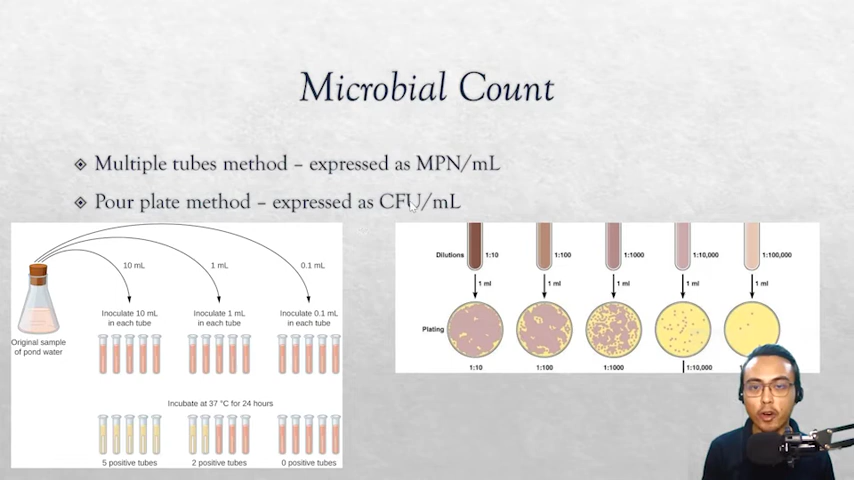 Microbial Count
Multiple tubes method – expressed as MPN/mL
Pour plate method – expressed as CFU/mL
10 mL
1 mL
0.1 mL
Original sample
of pond water
Inoculate 10 mL
in each tube
Inoculate 1 mL
in each tube
Inoculate 0.1 mL
in each tube
Incubate at 37 °C for 24 hours
5 positive tubes
2 positive tubes
0 positive tubes
Dilutions
1:10
1:100
1:1000
1:10,000
1:100,000
1 ml
1 ml
1 ml
1 ml
1 ml
Plating
1:10
1:100
1:1000
1:10,000